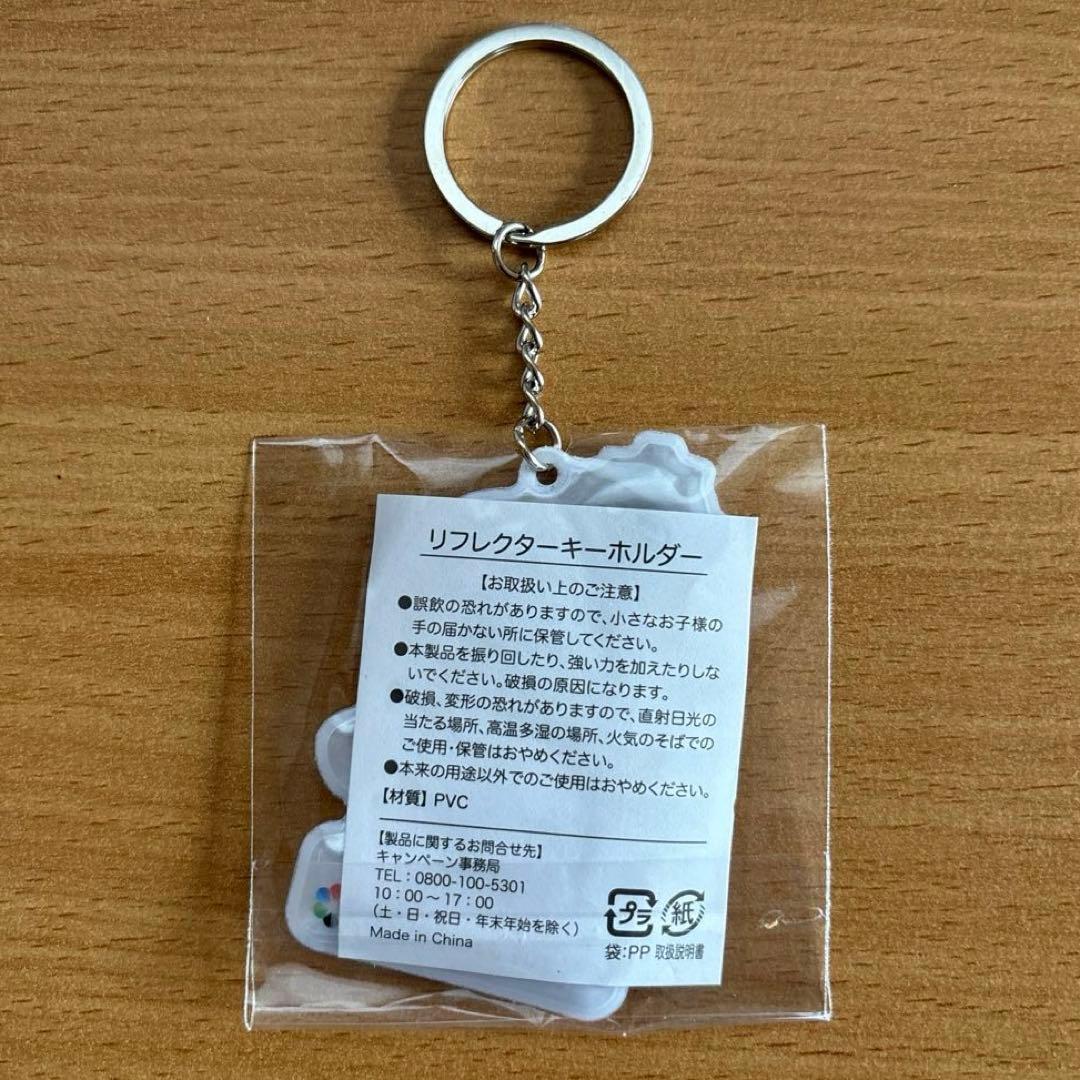 リフレクターキーホルダー
【お取扱い上のご注意】
●誤飲の恐れがありますので、小さなお子様の
手の届かない所に保管してください。
●本製品を振り回したり、強い力を加えたりしな
いでください。破損の原因になります。
●破損、変形の恐れがありますので、直射日光の
当たる場所、高温多湿の場所、火気のそばでの
ご使用・保管はおやめください。
●本来の用途以外でのご使用はおやめください。
【材質】PVC
【製品に関するお問合せ先】
キャンペーン事務局
TEL：0800-100-5301
10：00～17：00
（土・日・祝日・年末年始を除く）
Made in China
プラ 紙
袋：PP 取扱説明書